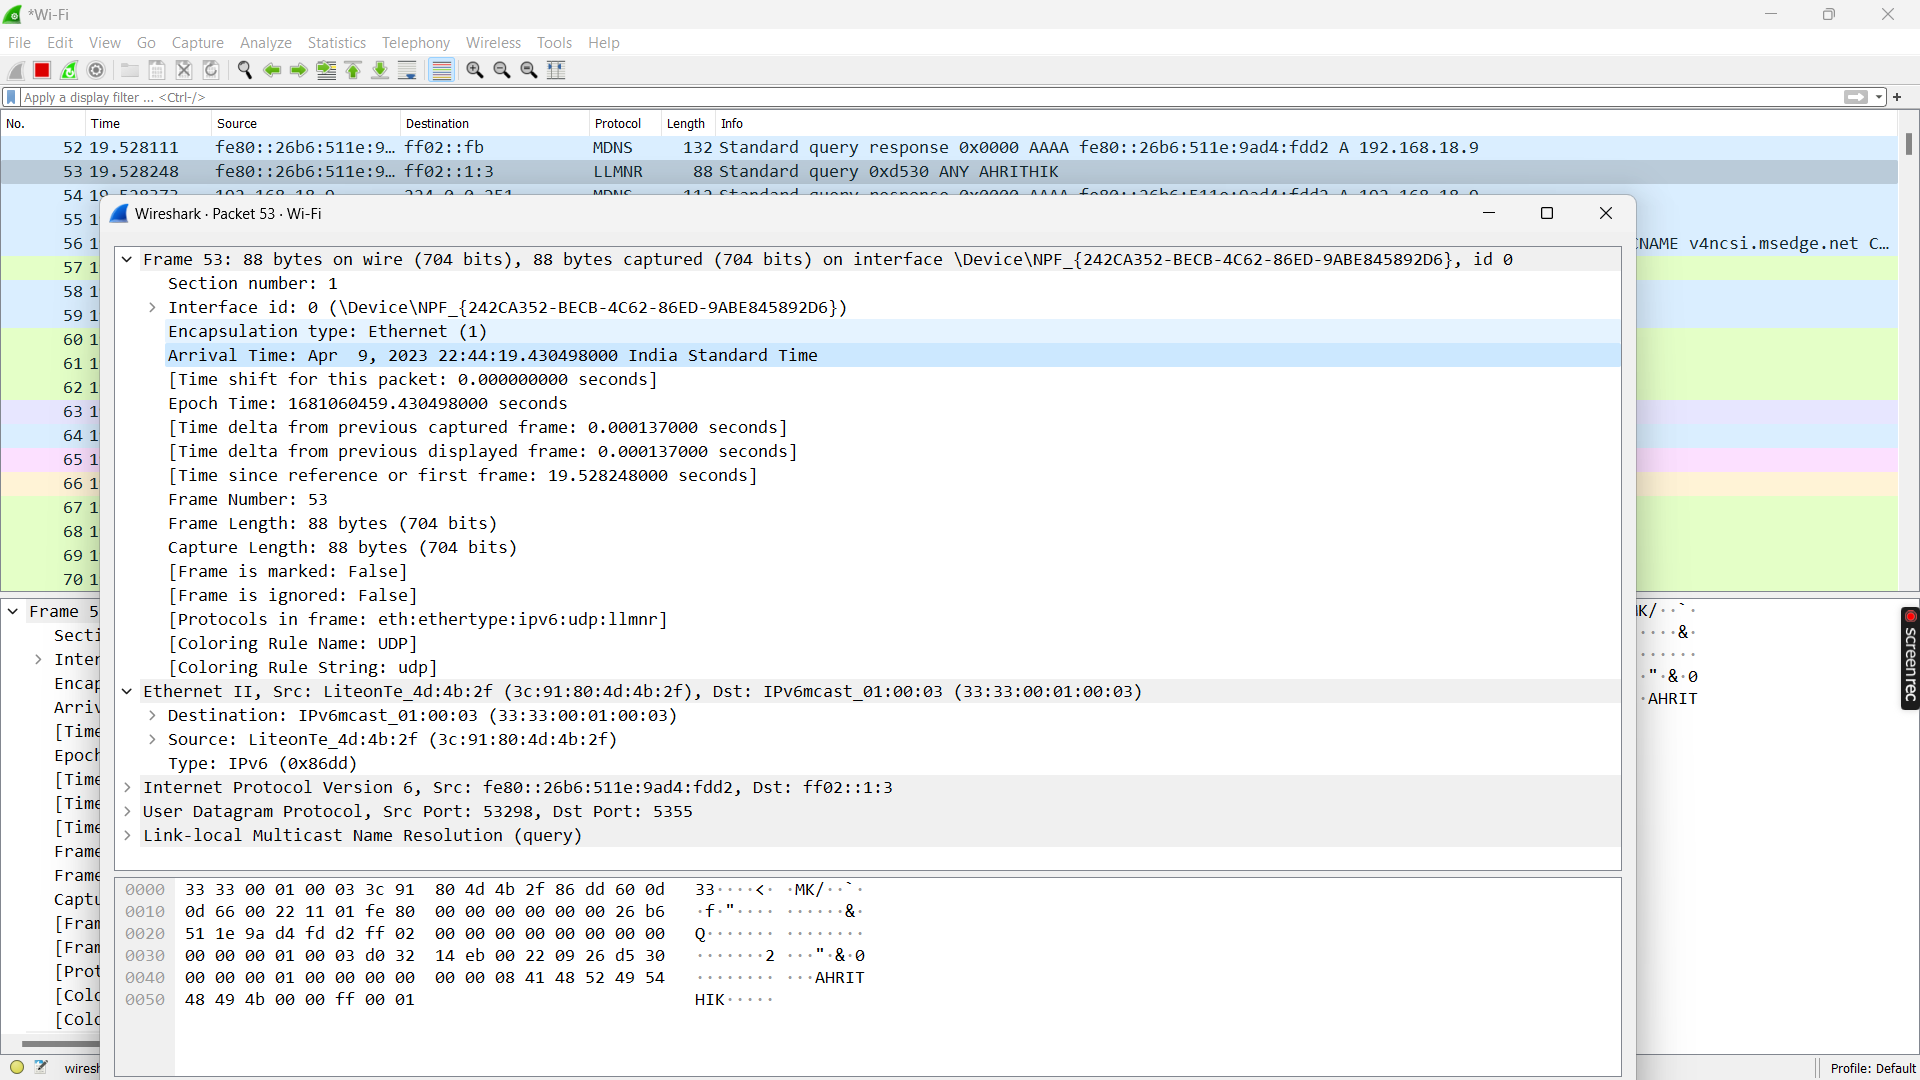 *Wi-Fi
File Edit View Go Capture Analyze Statistics Telephony Wireless Tools Help
Apply a display filter ... <Ctrl-/>
No. Time Source Destination Protocol Length Info
52 19.528111 fe80::26b6:511e:9… ff02::fb MDNS 132 Standard query response 0x0000 AAAA fe80::26b6:511e:9ad4:fdd2 A 192.168.18.9
53 19.528248 fe80::26b6:511e:9… ff02::1:3 LLMNR 88 Standard query 0xd530 ANY AHRITHIK
54
55 1
56 1 CNAME v4ncsi.msedge.net C…
57 1
58 1
59 1
60 1
61 1
62 1
63 1
64 1
65 1
66 1
67 1
68 1
69 1
70 1
Wireshark · Packet 53 · Wi-Fi
Frame 53: 88 bytes on wire (704 bits), 88 bytes captured (704 bits) on interface \Device\NPF_{242CA352-BECB-4C62-86ED-9ABE845892D6}, id 0
Section number: 1
Interface id: 0 (\Device\NPF_{242CA352-BECB-4C62-86ED-9ABE845892D6})
Encapsulation type: Ethernet (1)
Arrival Time: Apr  9, 2023 22:44:19.430498000 India Standard Time
[Time shift for this packet: 0.000000000 seconds]
Epoch Time: 1681060459.430498000 seconds
[Time delta from previous captured frame: 0.000137000 seconds]
[Time delta from previous displayed frame: 0.000137000 seconds]
[Time since reference or first frame: 19.528248000 seconds]
Frame Number: 53
Frame Length: 88 bytes (704 bits)
Capture Length: 88 bytes (704 bits)
[Frame is marked: False]
[Frame is ignored: False]
[Protocols in frame: eth:ethertype:ipv6:udp:llmnr]
[Coloring Rule Name: UDP]
[Coloring Rule String: udp]
Ethernet II, Src: LiteonTe_4d:4b:2f (3c:91:80:4d:4b:2f), Dst: IPv6mcast_01:00:03 (33:33:00:01:00:03)
Destination: IPv6mcast_01:00:03 (33:33:00:01:00:03)
Source: LiteonTe_4d:4b:2f (3c:91:80:4d:4b:2f)
Type: IPv6 (0x86dd)
Internet Protocol Version 6, Src: fe80::26b6:511e:9ad4:fdd2, Dst: ff02::1:3
User Datagram Protocol, Src Port: 53298, Dst Port: 5355
Link-local Multicast Name Resolution (query)
0000 33 33 00 01 00 03 3c 91 80 4d 4b 2f 86 dd 60 0d 33····<· ·MK/··`·
0010 0d 66 00 22 11 01 fe 80 00 00 00 00 00 00 26 b6 ·f·"···· ······&·
0020 51 1e 9a d4 fd d2 ff 02 00 00 00 00 00 00 00 00 Q······· ········
0030 00 00 00 01 00 03 d0 32 14 eb 00 22 09 26 d5 30 ·······2 ···"·&·0
0040 00 00 00 01 00 00 00 00 00 00 08 41 48 52 49 54 ········ ···AHRIT
0050 48 49 4b 00 00 ff 00 01 HIK·····
Frame 5
Secti
Inter
Encap
Arriv
[Time
Epoch
[Time
[Time
[Time
Frame
Frame
Captu
[Fram
[Fram
[Prot
[Colo
[Colo
MK/··`·
····&·
······
·"·&·0
·AHRIT
screenrec
wiresh
Profile: Default